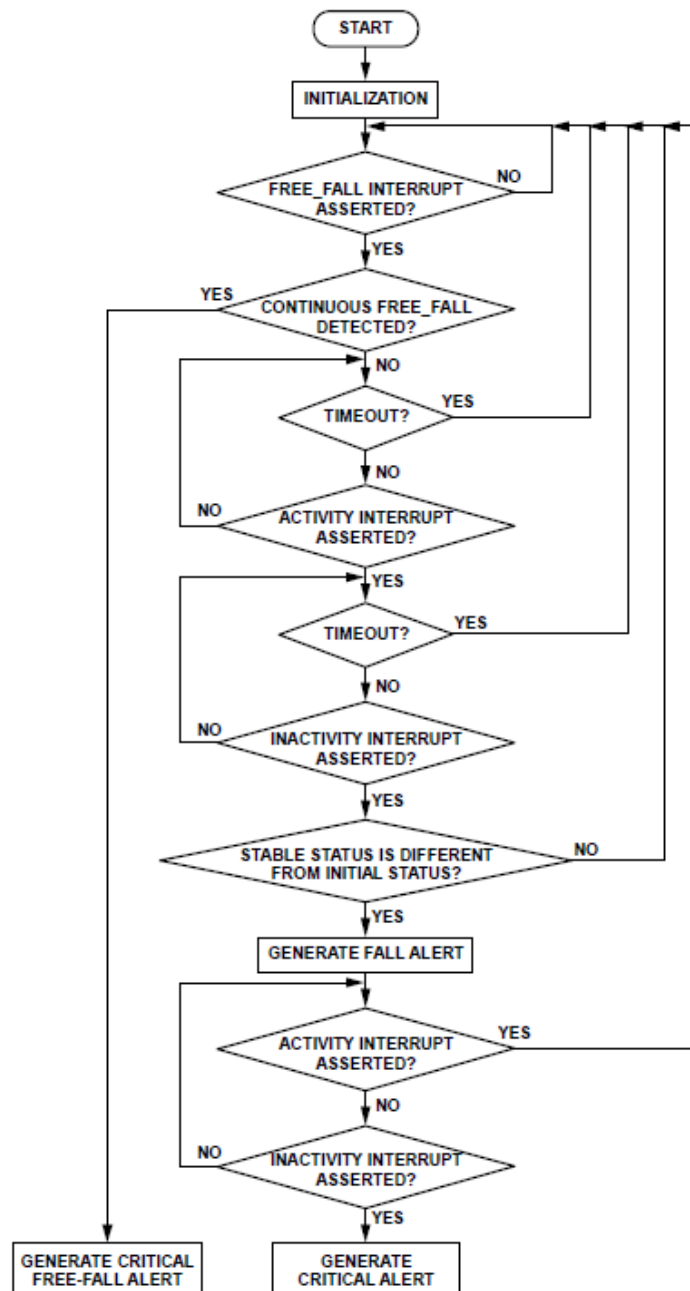 START
INITIALIZATION
FREE_FALL INTERRUPT
ASSERTED?
NO
YES
YES
CONTINUOUS FREE_FALL
DETECTED?
NO
TIMEOUT?
YES
NO
NO
ACTIVITY INTERRUPT
ASSERTED?
YES
TIMEOUT?
YES
NO
NO
INACTIVITY INTERRUPT
ASSERTED?
YES
STABLE STATUS IS DIFFERENT
FROM INITIAL STATUS?
NO
YES
GENERATE FALL ALERT
ACTIVITY INTERRUPT
ASSERTED?
YES
NO
NO
INACTIVITY INTERRUPT
ASSERTED?
YES
GENERATE CRITICAL
FREE-FALL ALERT
GENERATE
CRITICAL ALERT